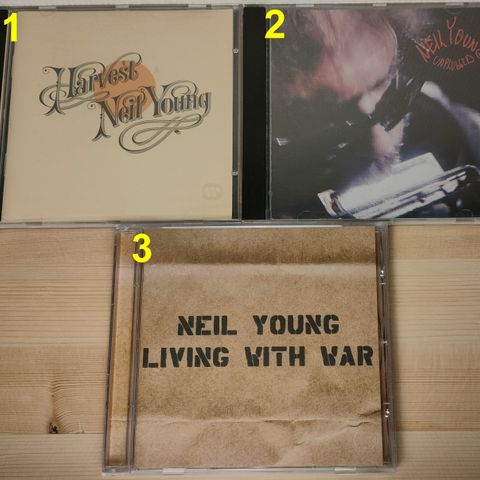 1
Harvest
Neil Young
2
NEIL YOUNG
UNPLUGGED
3
NEIL YOUNG
LIVING WITH WAR